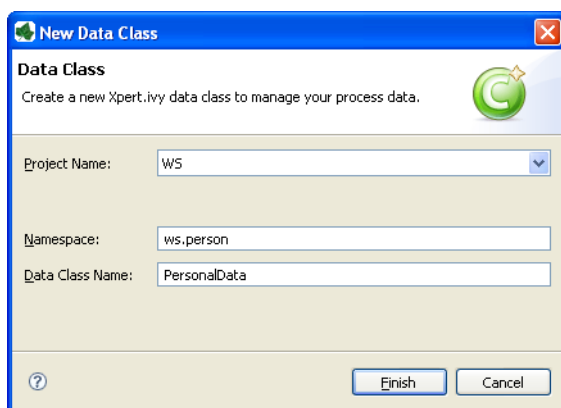 New Data Class
Data Class
Create a new Xpert.ivy data class to manage your process data.
Project Name: WS
Namespace: ws.person
Data Class Name: PersonalData
? Finish Cancel